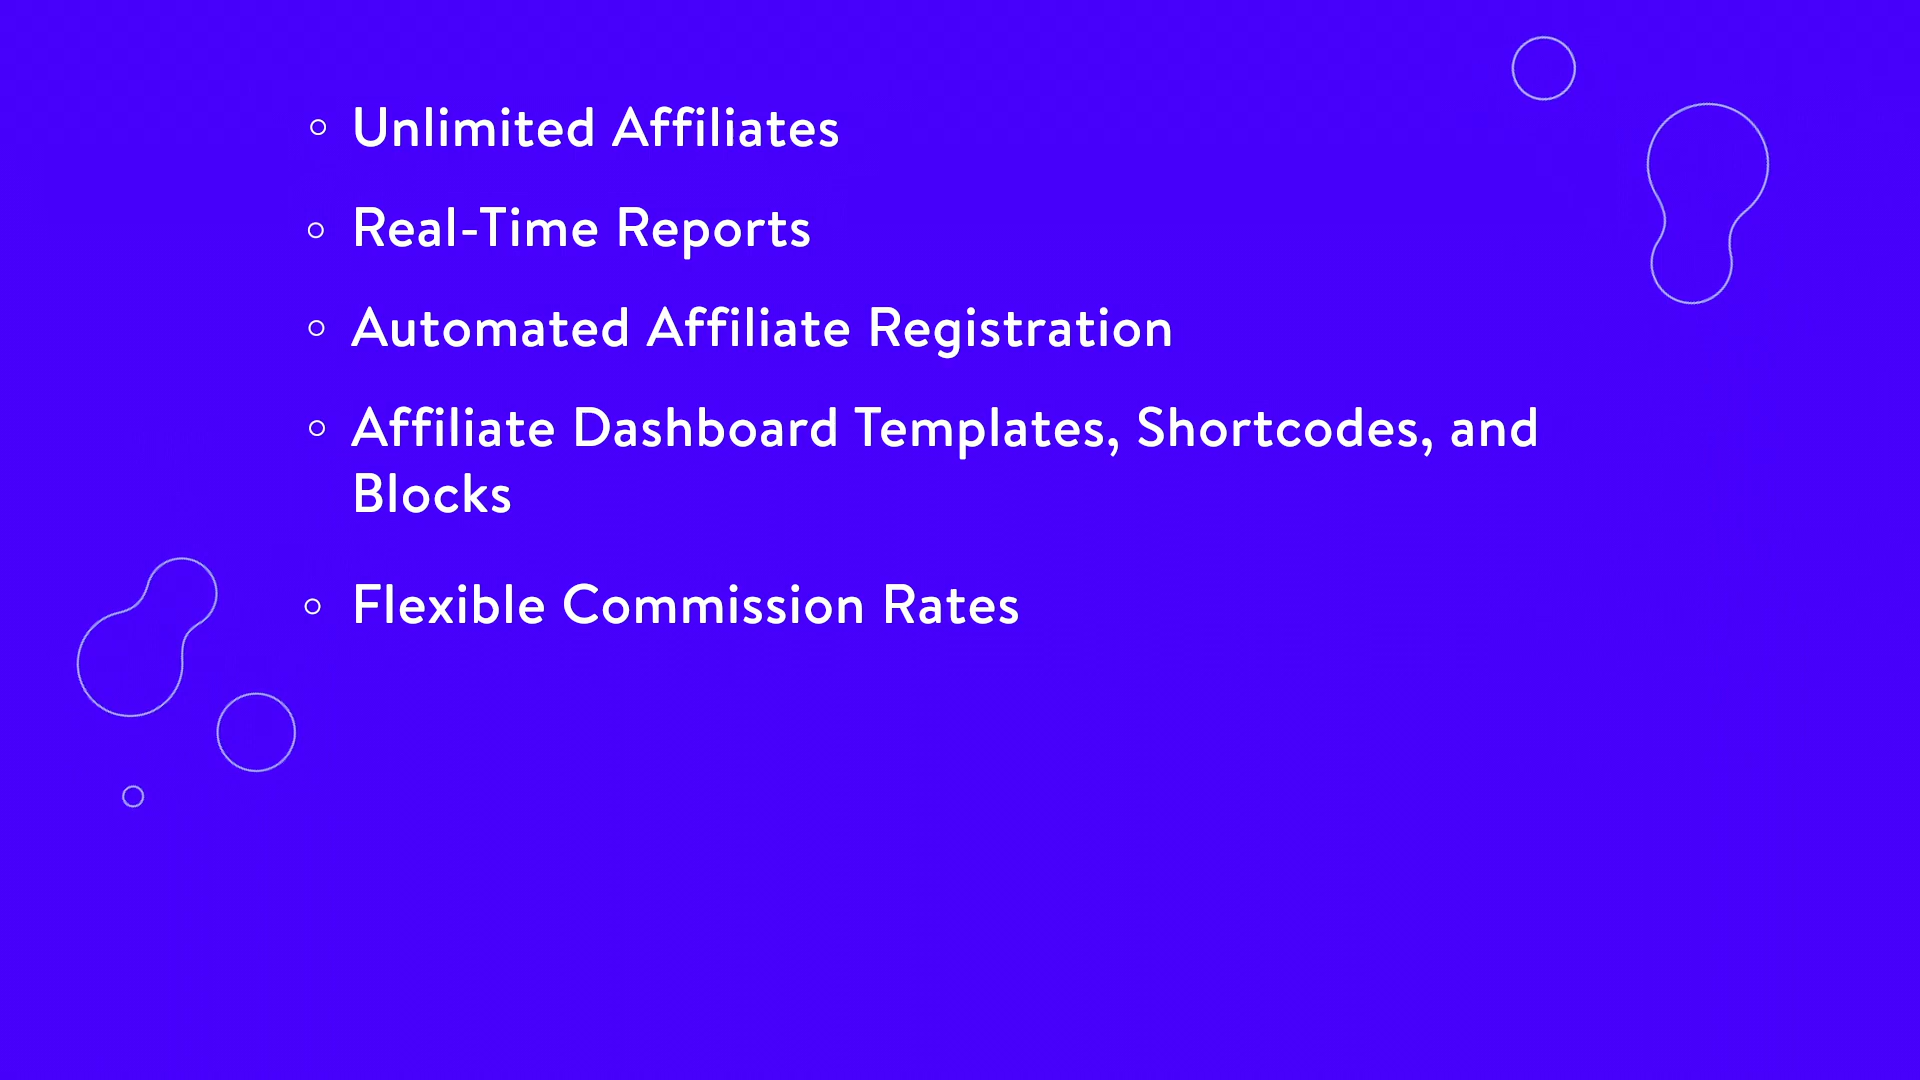 Unlimited Affiliates
Real-Time Reports
Automated Affiliate Registration
Affiliate Dashboard Templates, Shortcodes, and
Blocks
Flexible Commission Rates